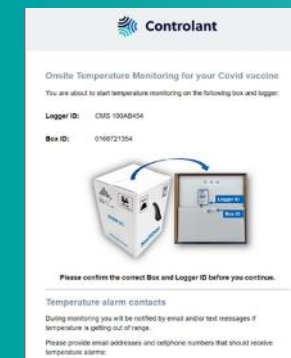 Controlant
Onsite Temperature Monitoring for your Covid vaccine
You are about to start temperature monitoring on the following box and logger:
Logger ID: CMS 100AB454
Box ID: 0168721354
Logger ID
Box ID
Please confirm the correct Box and Logger ID before you continue.
Temperature alarm contacts
During monitoring you will be notified by email and/or text messages if
temperature is getting out of range.
Please provide email addresses and cellphone numbers that should receive
temperature alarms: